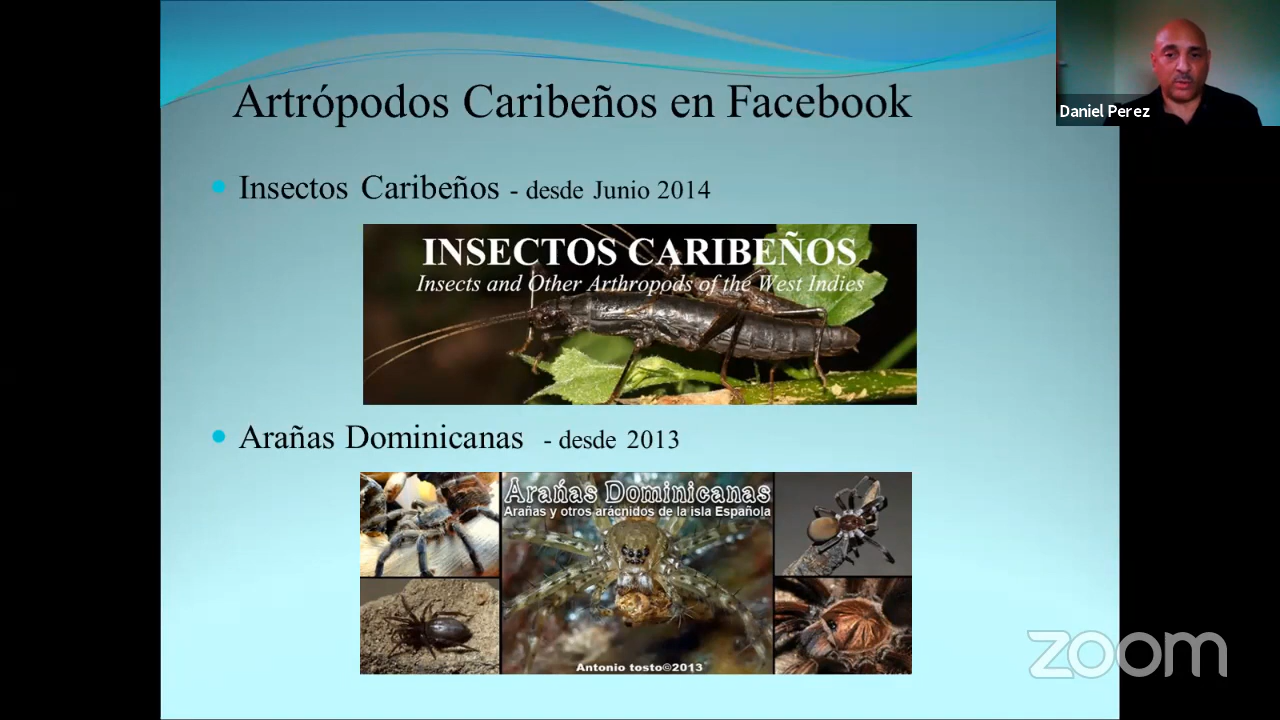 Artrópodos Caribeños en Facebook
Daniel Perez
Insectos Caribeños - desde Junio 2014
INSECTOS CARIBEÑOS
Insects and Other Arthropods of the West Indies
Arañas Dominicanas - desde 2013
Arañas Dominicanas
Arañas y otros arácnidos de la isla Española
Antonio tosto©2013
zoom